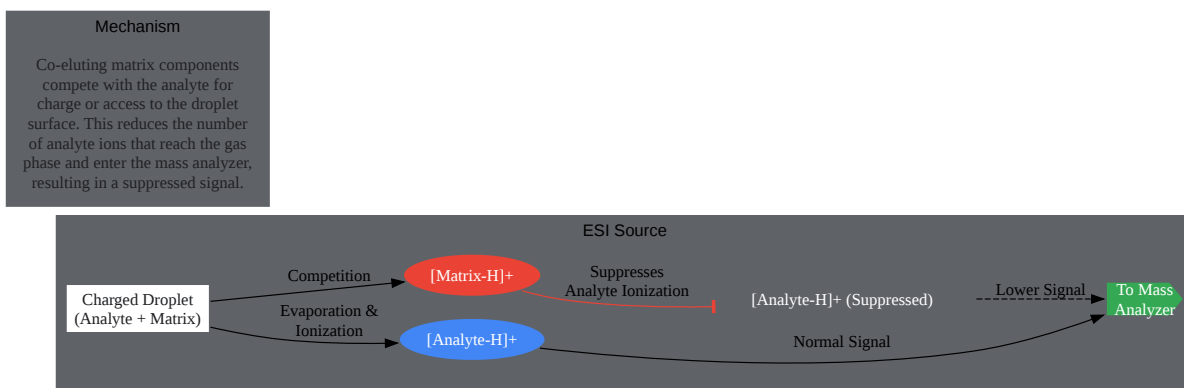 Mechanism
Co-eluting matrix components
compete with the analyte for
charge or access to the droplet
surface. This reduces the number
of analyte ions that reach the gas
phase and enter the mass analyzer,
resulting in a suppressed signal.
ESI Source
Charged Droplet
(Analyte + Matrix)
Competition
Evaporation &
Ionization
[Matrix-H]+
[Analyte-H]+
Suppresses
Analyte Ionization
[Analyte-H]+ (Suppressed)
Lower Signal
Normal Signal
To Mass
Analyzer